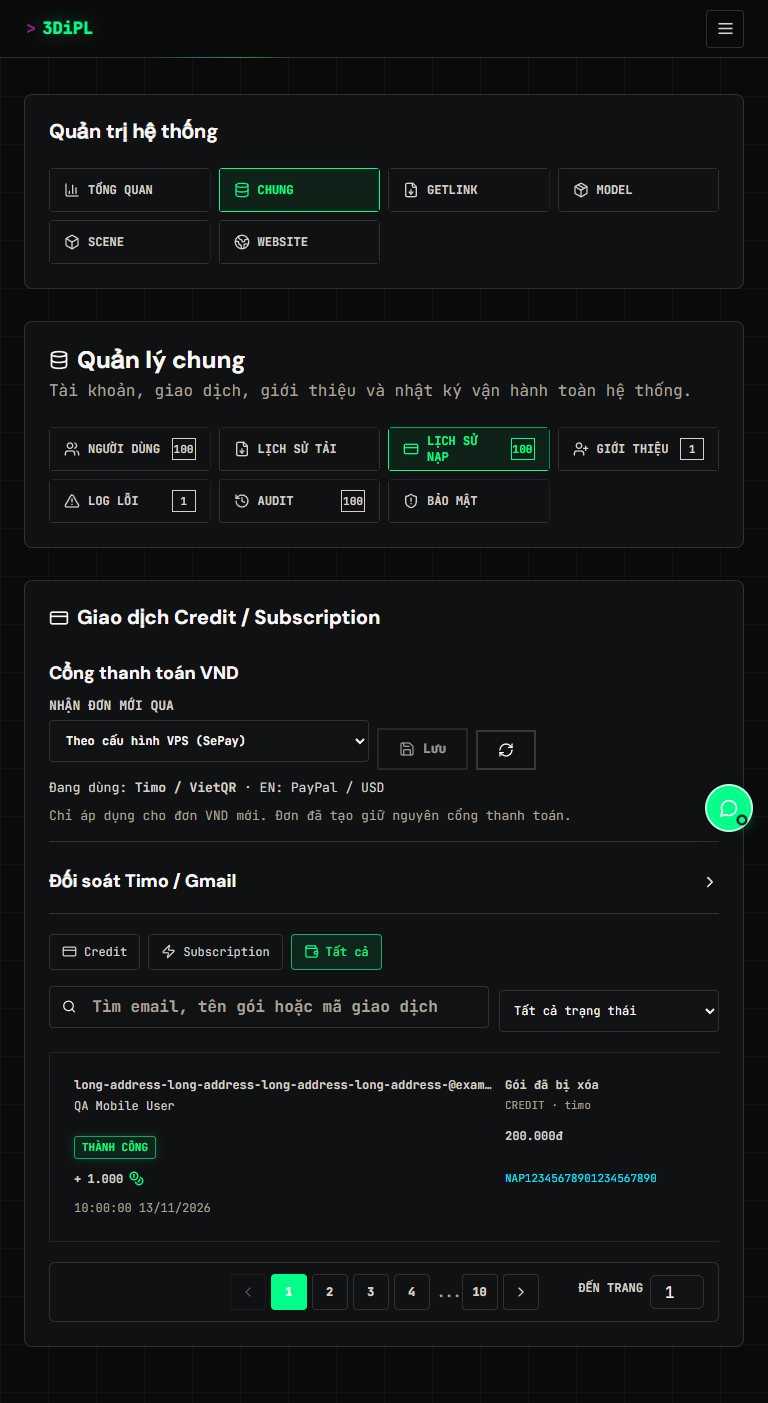 > 3DiPL
Quản trị hệ thống
TỔNG QUAN
CHUNG
GETLINK
MODEL
SCENE
WEBSITE
Quản lý chung
Tài khoản, giao dịch, giới thiệu và nhật ký vận hành toàn hệ thống.
NGƯỜI DÙNG 100
LỊCH SỬ TẢI
LỊCH SỬ
NẠP
100
GIỚI THIỆU 1
LOG LỖI 1
AUDIT 100
BẢO MẬT
Giao dịch Credit / Subscription
Cổng thanh toán VND
NHẬN ĐƠN MỚI QUA
Theo cấu hình VPS (SePay)
Lưu
Đang dùng: Timo / VietQR · EN: PayPal / USD
Chỉ áp dụng cho đơn VND mới. Đơn đã tạo giữ nguyên cổng thanh toán.
Đối soát Timo / Gmail
Credit
Subscription
Tất cả
Tìm email, tên gói hoặc mã giao dịch
Tất cả trạng thái
long-address-long-address-long-address-long-address-@exam…
QA Mobile User
THÀNH CÔNG
+ 1.000
10:00:00 13/11/2026
Gói đã bị xóa
CREDIT · timo
200.000đ
NAP12345678901234567890
1 2 3 4 ... 10
ĐẾN TRANG 1